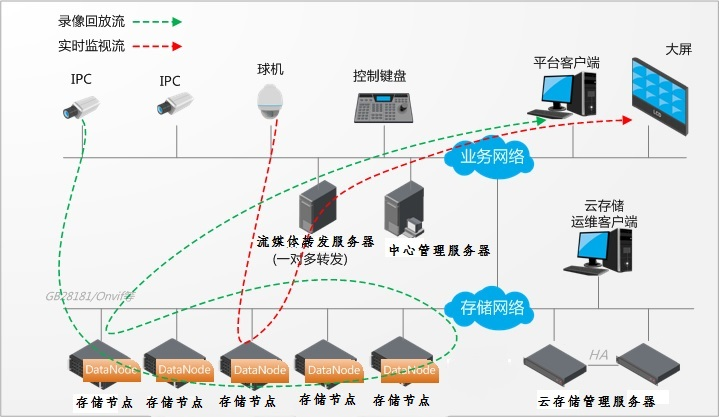 录像回放流
实时监视流
IPC
IPC
球机
控制键盘
平台客户端
大屏
LCD
业务网络
流媒体转发服务器
(一对多转发)
中心管理服务器
云存储
运维客户端
GB28181/Onvif等
存储网络
DataNode
DataNode
DataNode
DataNode
DataNode
HA
存储节点
存储节点
存储节点
存储节点
存储节点
云存储管理服务器